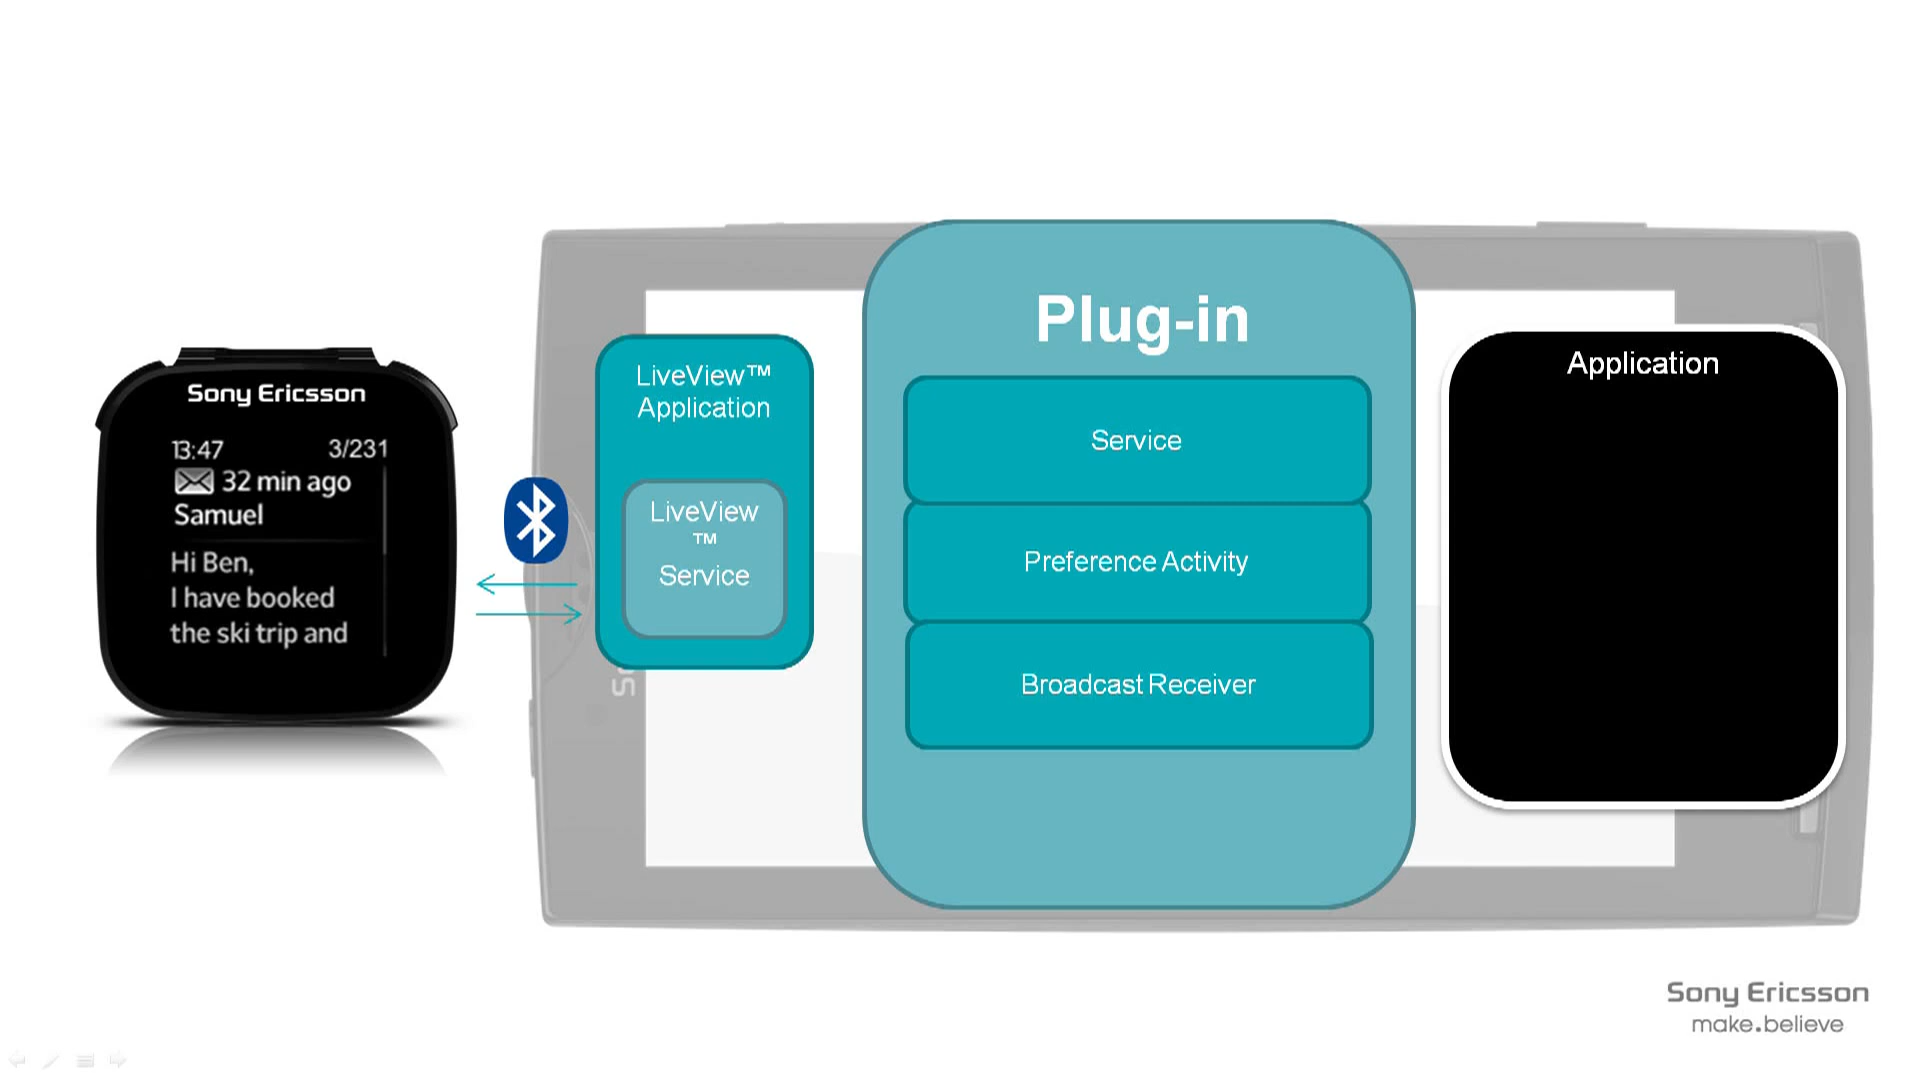 Sony Ericsson
13:47 3/231
32 min ago
Samuel
Hi Ben,
I have booked
the ski trip and
LiveView™
Application
LiveView
™
Service
So
Plug-in
Service
Preference Activity
Broadcast Receiver
Application
Sony Ericsson
make.believe